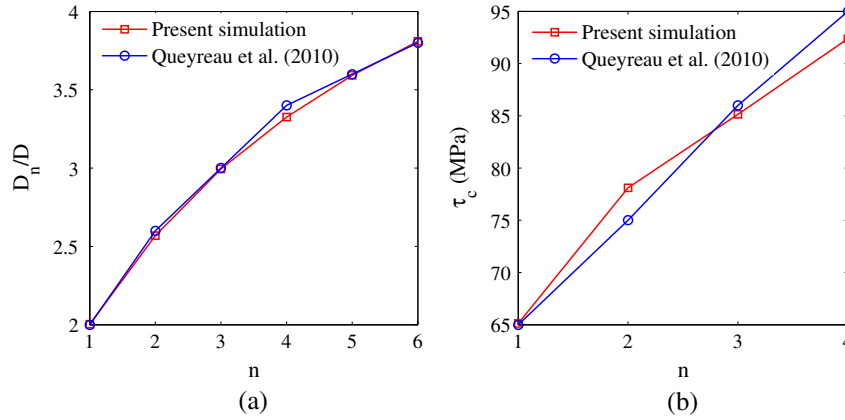 4
3.5
3
2.5
2
D_n/D
Present simulation
Queyreau et al. (2010)
1 2 3 4 5 6
n
(a)
95
90
85
80
75
70
65
τ_c (MPa)
Present simulation
Queyreau et al. (2010)
1 2 3 4
n
(b)